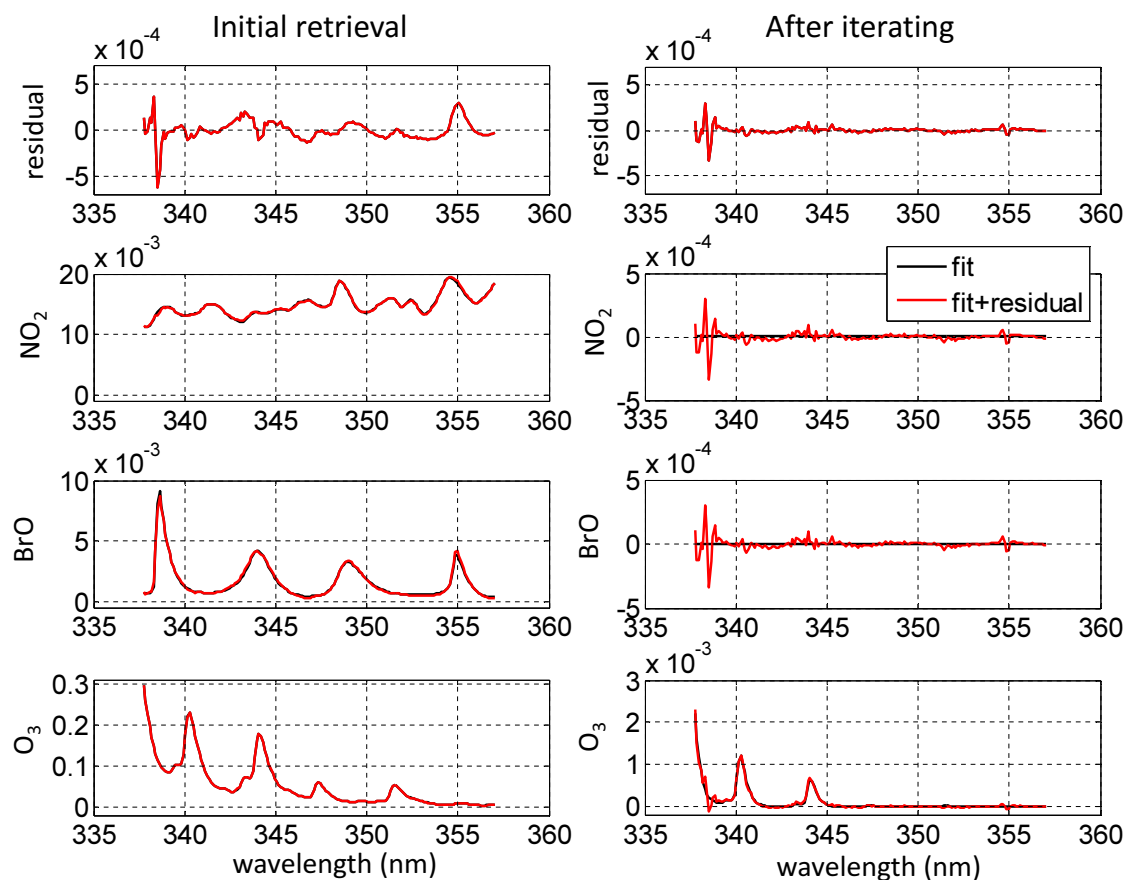 Initial retrieval
After iterating
x 10-4
5
0
-5
residual
335 340 345 350 355 360
x 10-4
5
0
-5
residual
335 340 345 350 355 360
x 10-3
20
10
0
NO2
335 340 345 350 355 360
x 10-4
5
0
-5
NO2
fit
fit+residual
335 340 345 350 355 360
x 10-3
10
5
0
BrO
335 340 345 350 355 360
x 10-4
5
0
-5
BrO
335 340 345 350 355 360
0.3
0.2
0.1
0
O3
335 340 345 350 355 360
wavelength (nm)
x 10-3
3
2
1
0
O3
335 340 345 350 355 360
wavelength (nm)